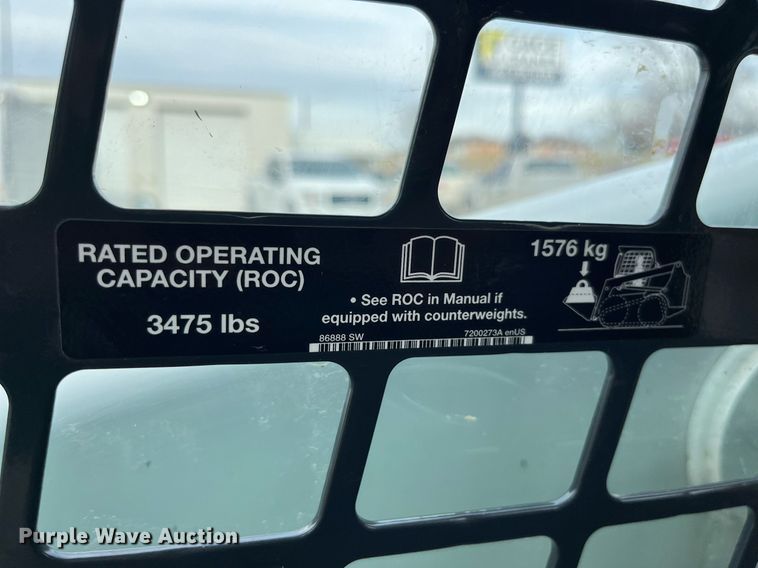 RATED OPERATING
CAPACITY (ROC)
3475 lbs
• See ROC in Manual if
equipped with counterweights.
86888 SW
7200273A enUS
1576 kg
Purple Wave Auction